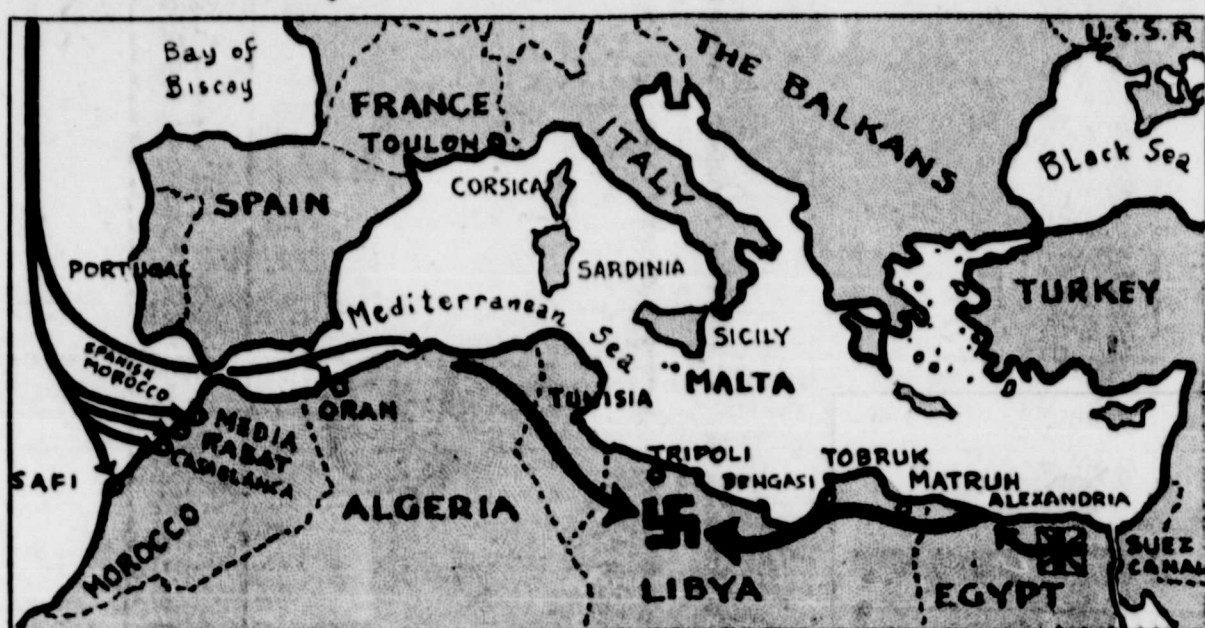 Bay of
Biscay
FRANCE
TOULON
THE BALKANS
U.S.S.R
Black Sea
ITALY
CORSICA
SPAIN
PORTUGAL
SARDINIA
Mediterranean Sea
TURKEY
SICILY
MALTA
SPANISH
MOROCCO
TUNISIA
ORAN
MEDIA
RABAT
CASABLANCA
SAFI
TRIPOLI
BENGASI
TOBRUK
MATRUH
ALEXANDRIA
ALGERIA
MOROCCO
LIBYA
EGYPT
SUEZ
CANAL